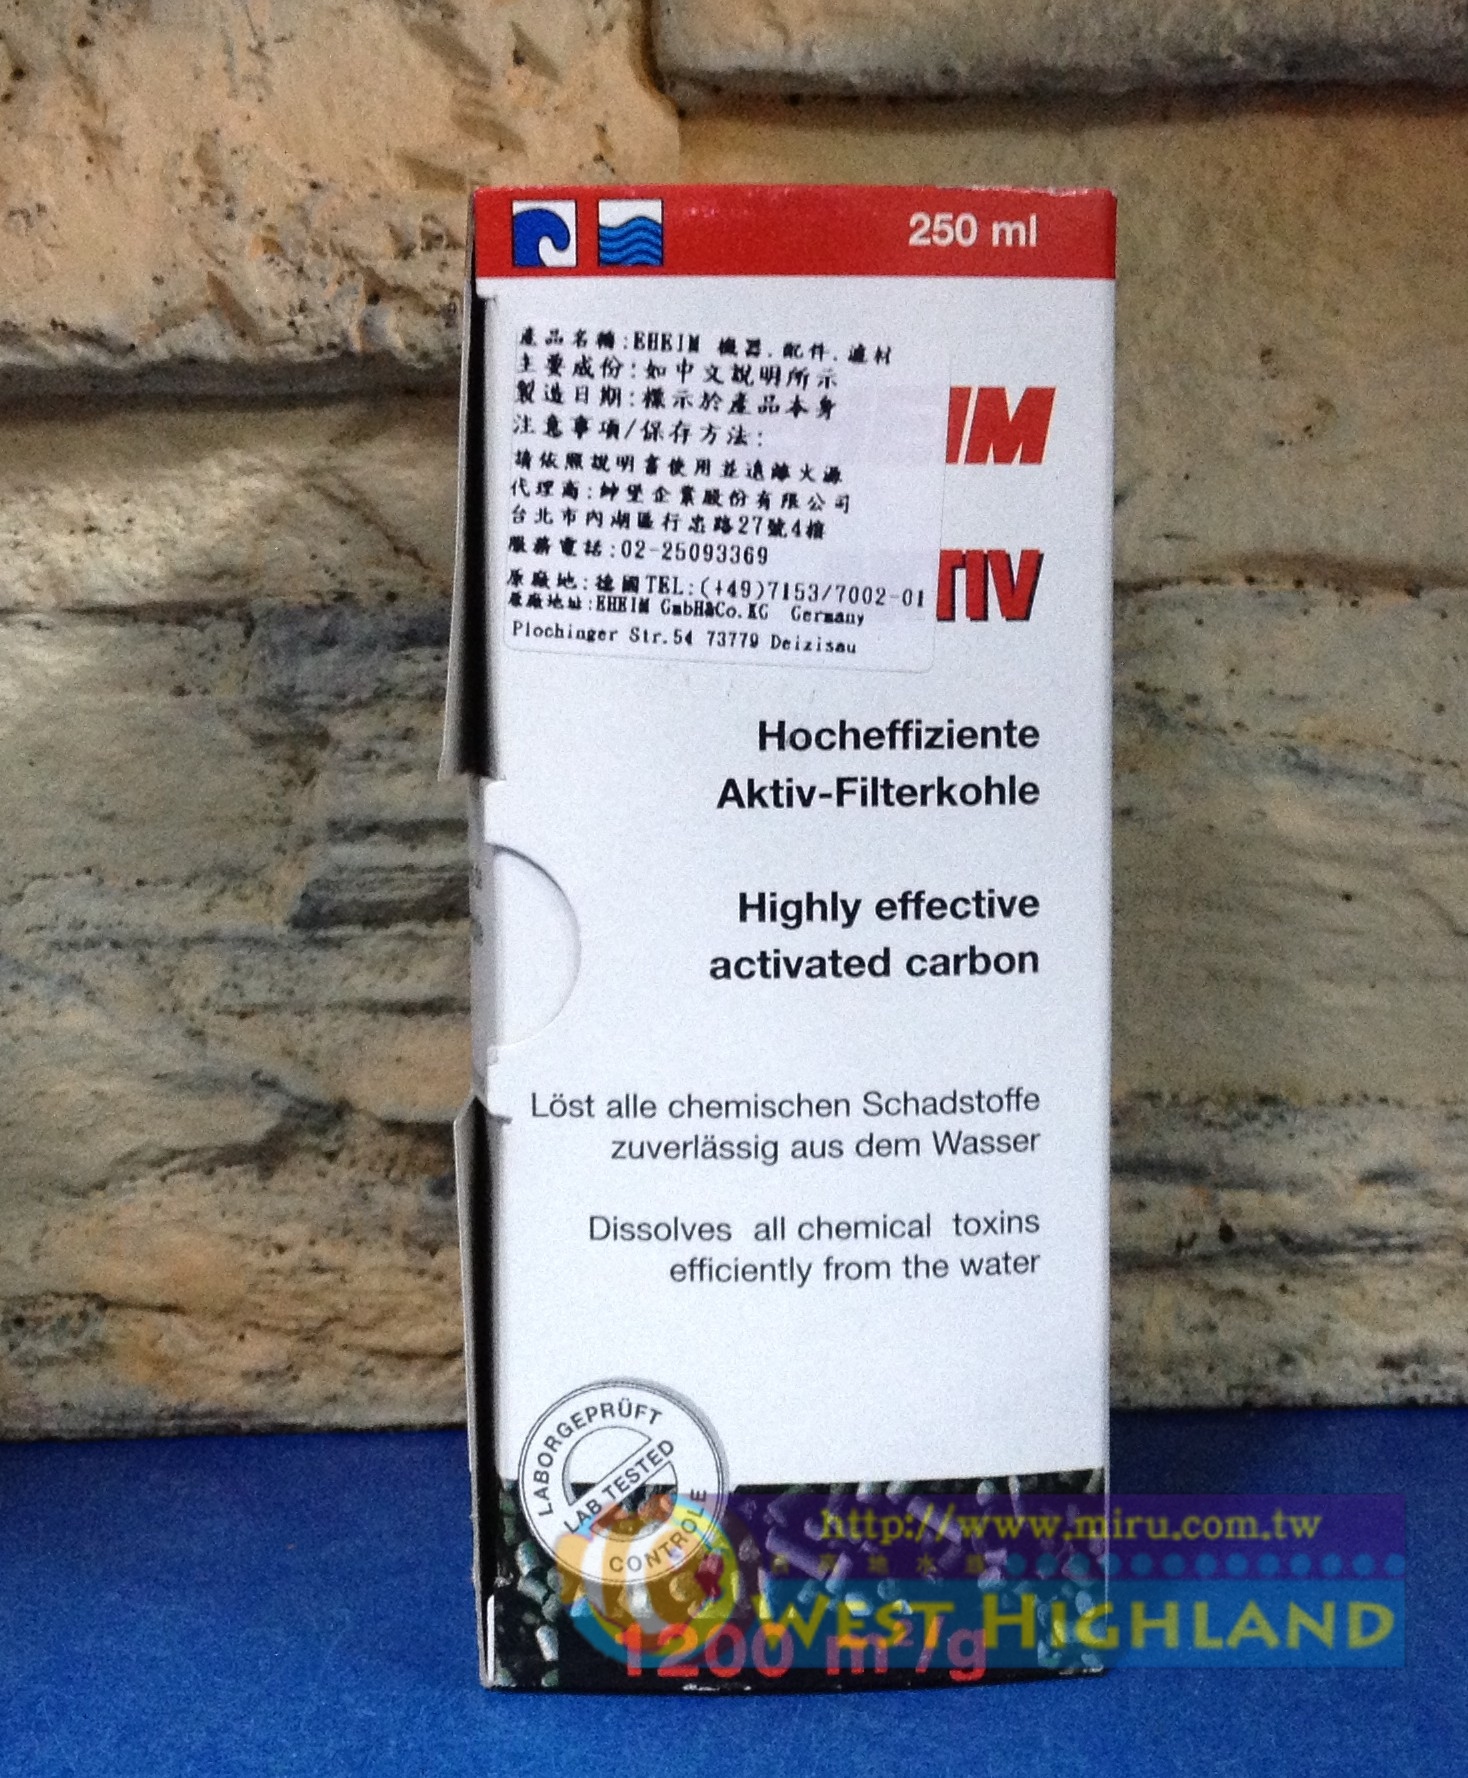 250 ml
產品名稱:EHEIM 機器.配件.濾材
主要成份:如中文說明所示
製造日期:標示於產品本身
注意事項/保存方法:
請依照說明書使用並遠離火源
代理商:紳堡企業股份有限公司
台北市內湖區行忠路27號4樓
服務電話:02-25093369
原廠地:德國TEL:(+49)7153/7002-01
原廠地址:EHEIM GmbH&Co.KG Germany
Plochinger Str.54 73779 Deizisau
IM
TIV
Hocheffiziente
Aktiv-Filterkohle
Highly effective
activated carbon
Löst alle chemischen Schadstoffe
zuverlässig aus dem Wasser
Dissolves all chemical toxins
efficiently from the water
LABORGEPRÜFT
LAB TESTED
CONTROLE
http://www.miru.com.tw
WEST HIGHLAND
1200 m²/g